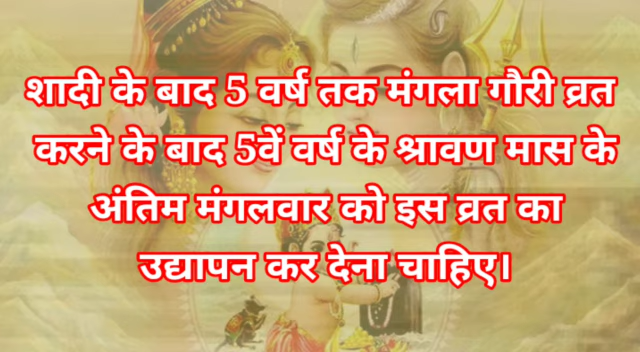 शादी के बाद 5 वर्ष तक मंगला गौरी व्रत
करने के बाद 5वें वर्ष के श्रावण मास के
अंतिम मंगलवार को इस व्रत का
उद्यापन कर देना चाहिए।